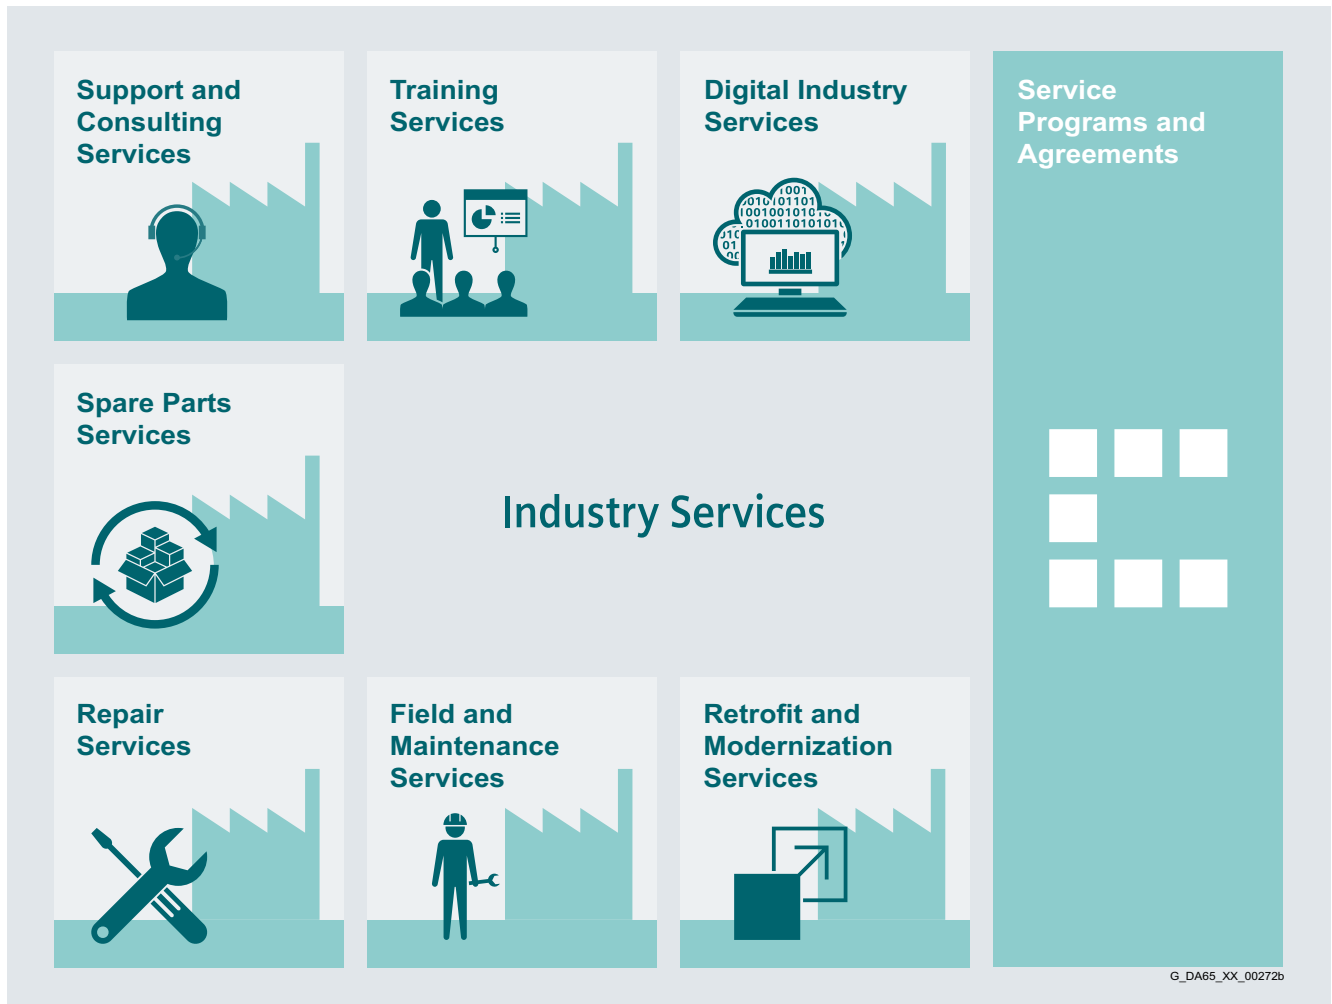 Support and
Consulting
Services
Training
Services
Digital Industry
Services
Service
Programs and
Agreements
Spare Parts
Services
Industry Services
Repair
Services
Field and
Maintenance
Services
Retrofit and
Modernization
Services
G_DA65_XX_00272b